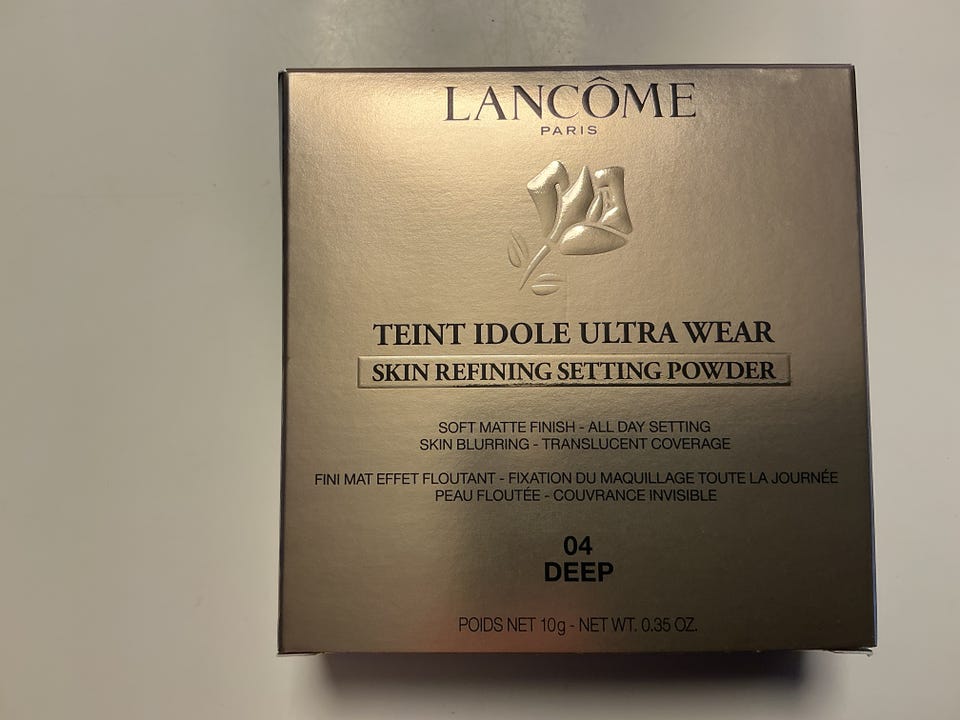 LANCÔME
PARIS
TEINT IDOLE ULTRA WEAR
SKIN REFINING SETTING POWDER
SOFT MATTE FINISH - ALL DAY SETTING
SKIN BLURRING - TRANSLUCENT COVERAGE
FINI MAT EFFET FLOUTANT - FIXATION DU MAQUILLAGE TOUTE LA JOURNÉE
PEAU FLOUTÉE - COUVRANCE INVISIBLE
04
DEEP
POIDS NET 10g - NET WT. 0.35 OZ.